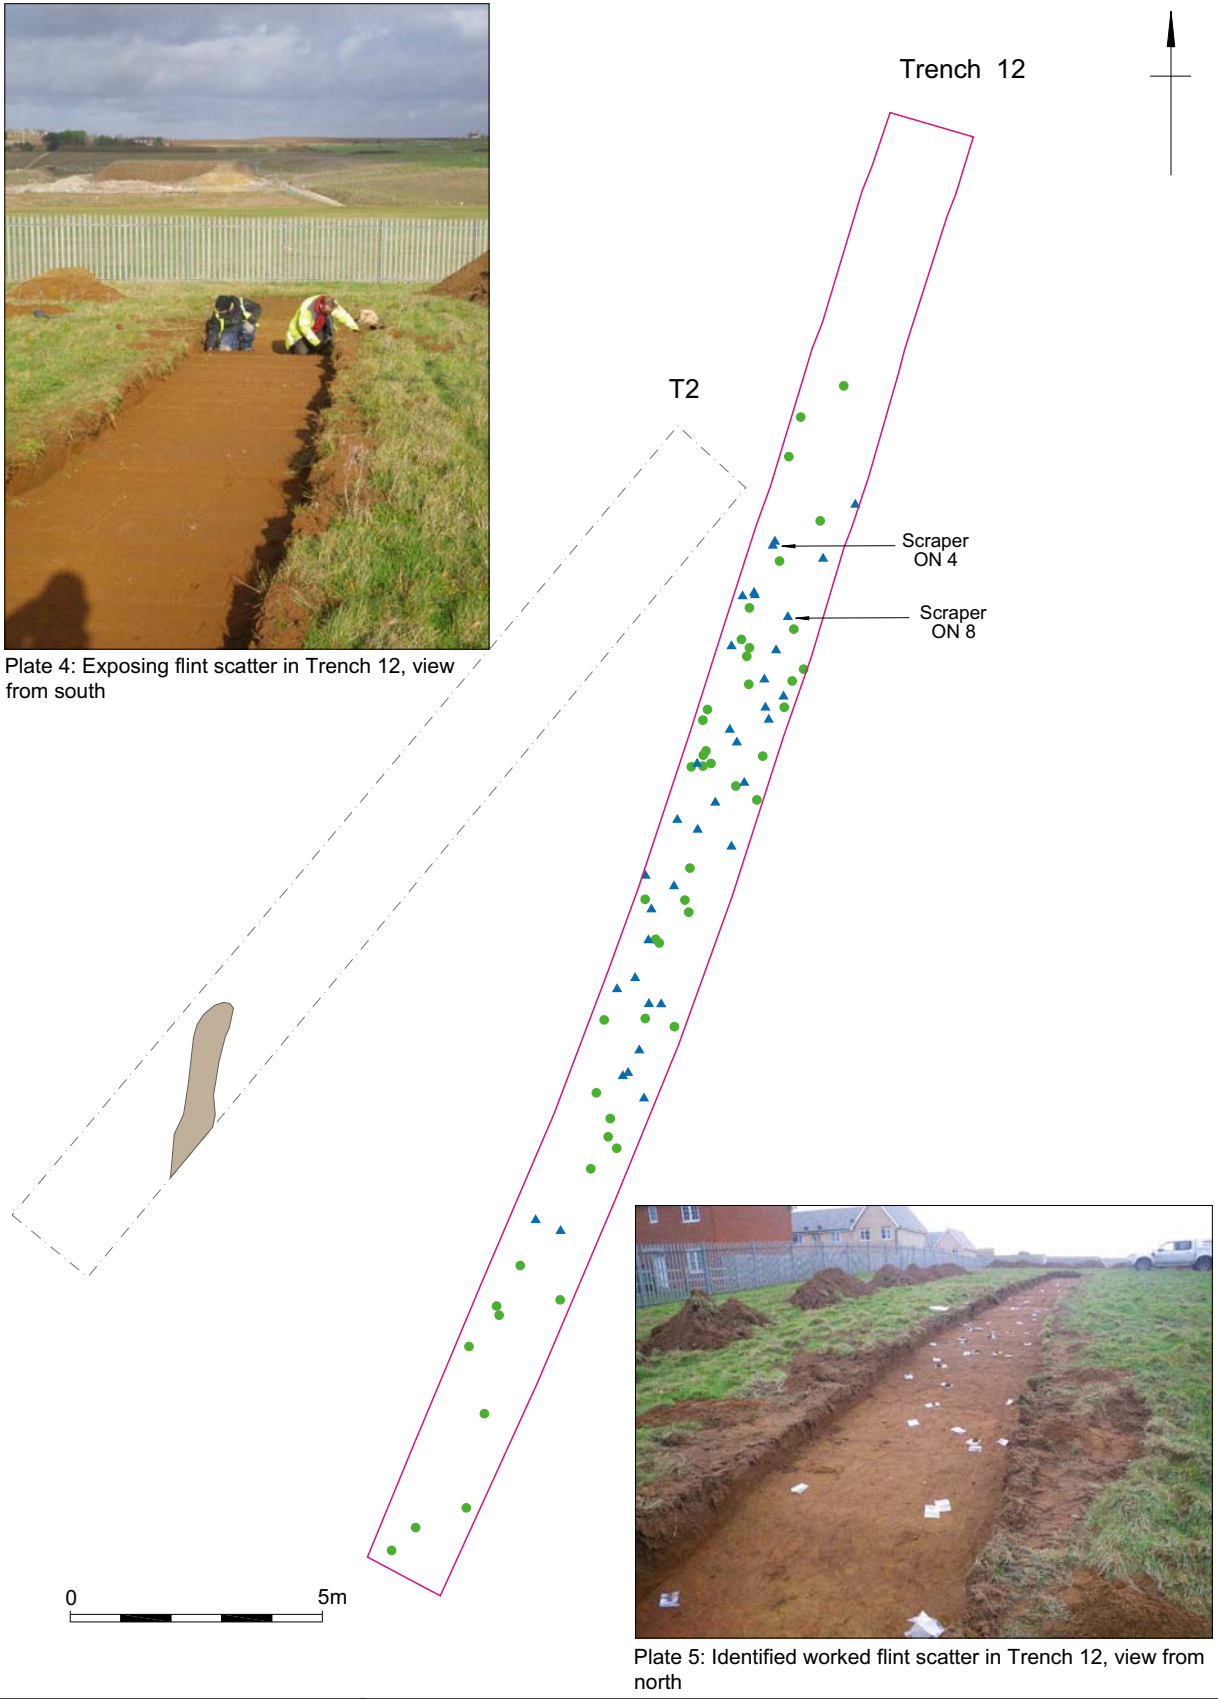 Trench 12
T2
Scraper
ON 4
Scraper
ON 8
Plate 4: Exposing flint scatter in Trench 12, view
from south
0
5m
Plate 5: Identified worked flint scatter in Trench 12, view from
north